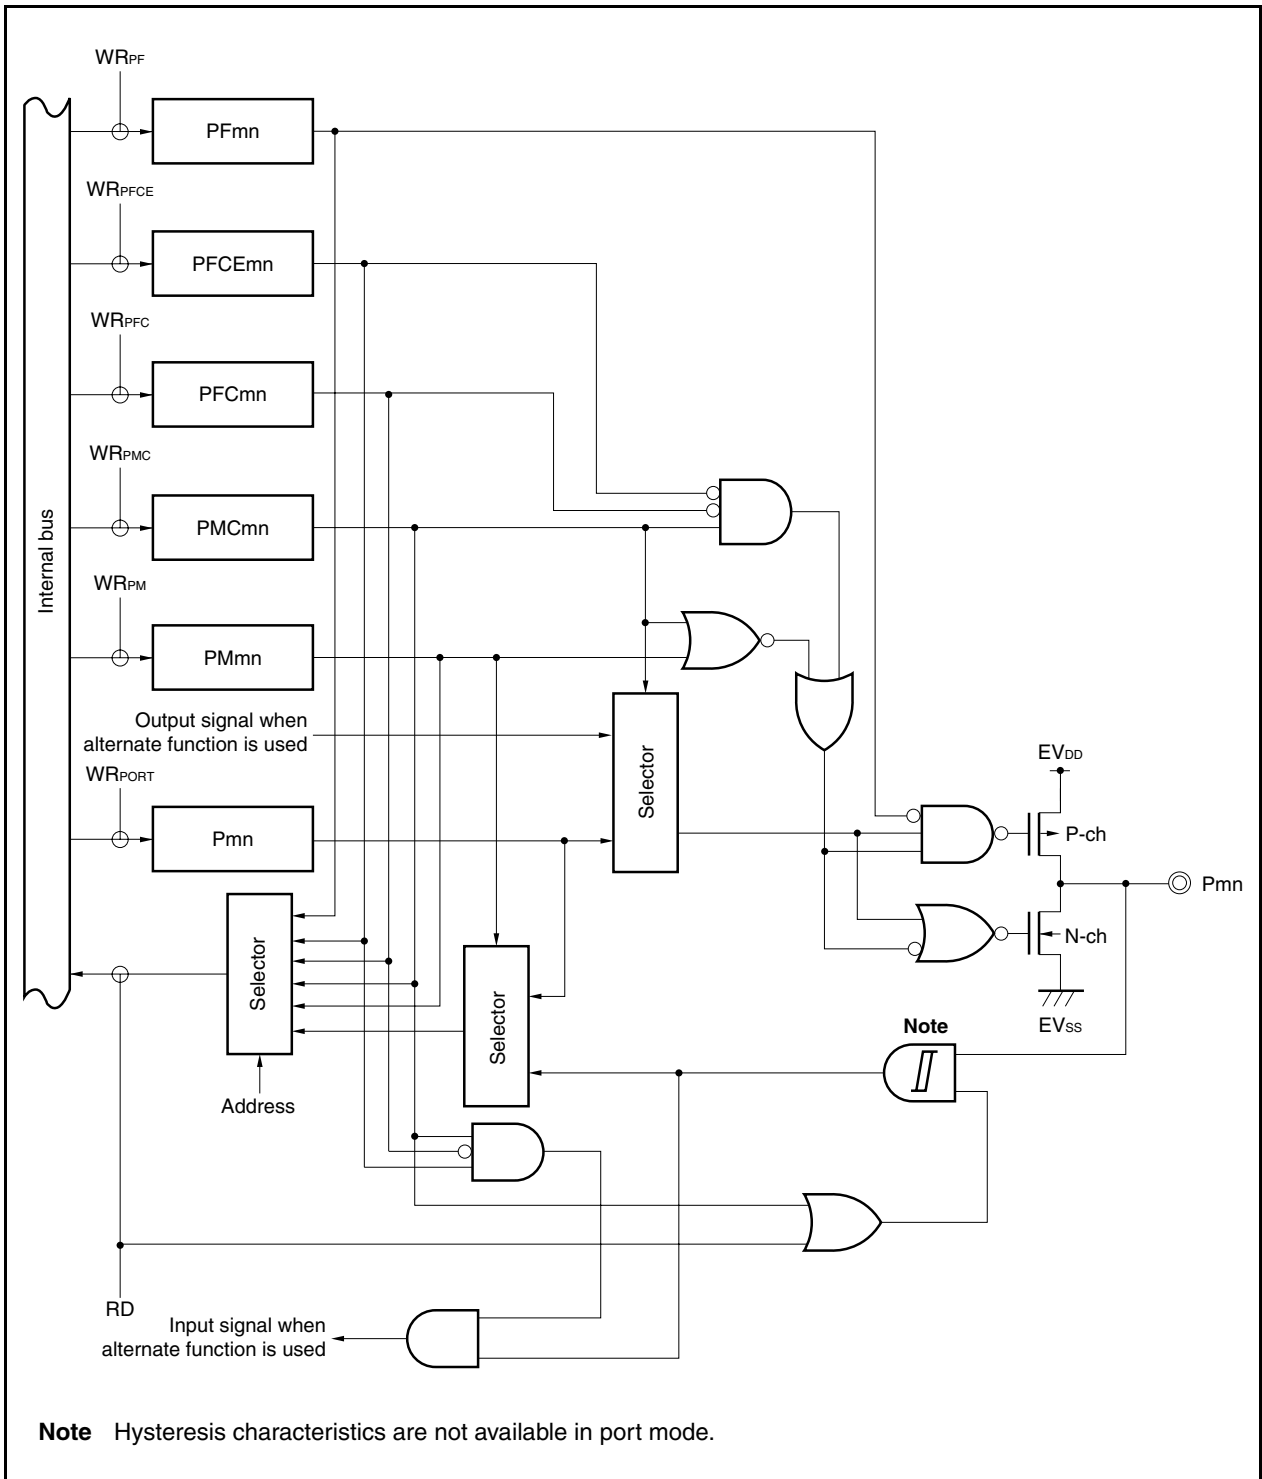 WRPF
PFmn
WRPFCE
PFCEmn
WRPFC
PFCmn
WRPMC
Internal bus
PMCmn
WRPM
PMmn
Output signal when
alternate function is used
WRPORT
Selector
EVDD
Pmn
P-ch
Pmn
N-ch
Selector
Selector
EVSS
Note
Address
RD
Input signal when
alternate function is used
Note Hysteresis characteristics are not available in port mode.